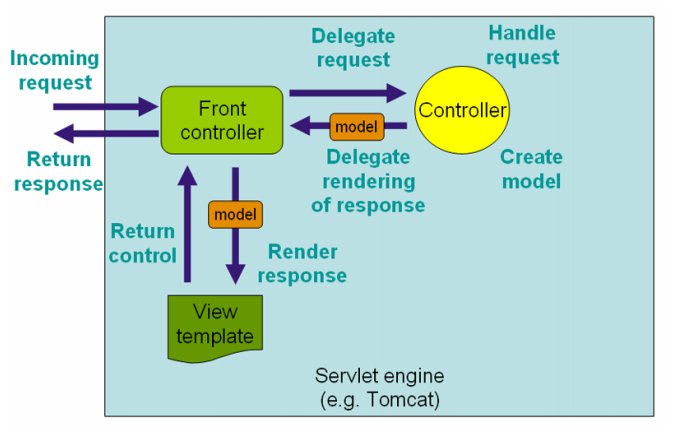 Incoming
request
Delegate
request
Handle
request
Front
controller
Controller
model
Return
response
Delegate
rendering
of response
Create
model
model
Return
control
Render
response
View
template
Servlet engine
(e.g. Tomcat)